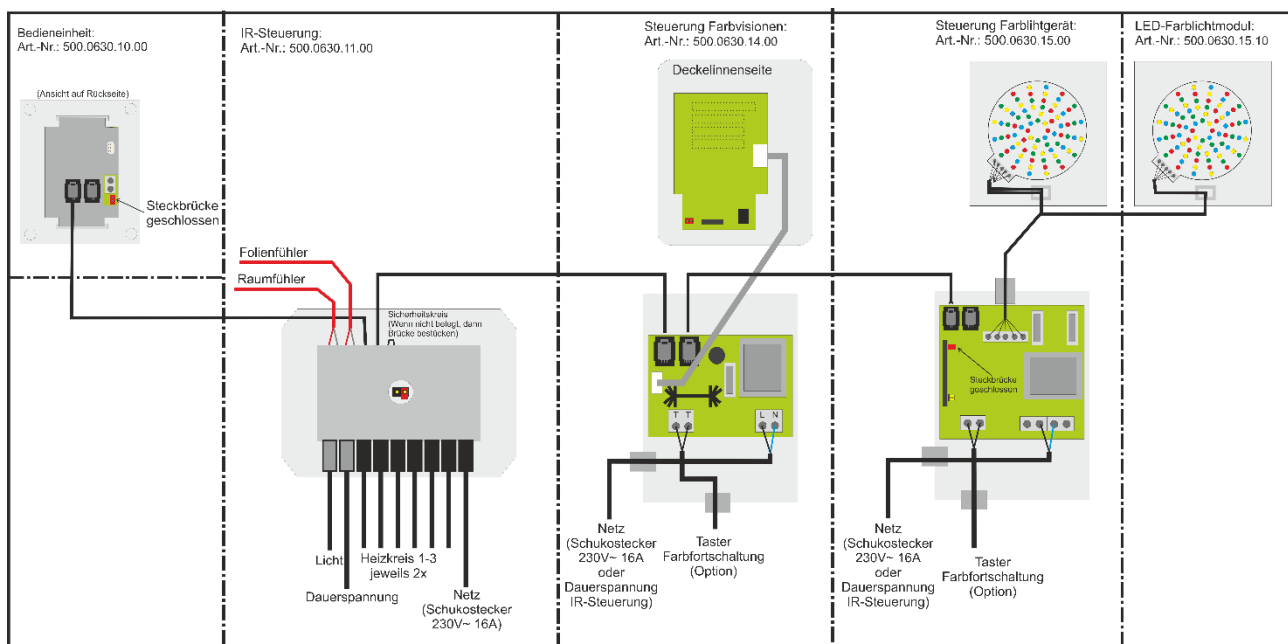 Bedieneinheit:
Art.-Nr.: 500.0630.10.00
IR-Steuerung:
Art.-Nr.: 500.0630.11.00
Steuerung Farbvisionen:
Art.-Nr.: 500.0630.14.00
Steuerung Farblihtgerät:
Art.-Nr.: 500.0630.15.00
LED-Farblichtmodul:
Art.-Nr.: 500.0630.15.10
(Ansicht auf Rückseite)
Steckbrücke
geschlossen
Deckelinnenseite
Folienfühler
Raumfühler
Sicherheitskreis
(Wenn nicht belegt, dann
Brücke bestücken)
Licht
Dauerspannung
Heizkreis 1-3
jeweils 2x
Netz
(Schukostecker
230V~ 16A)
T T
L N
Netz
(Schukostecker
230V~ 16A
oder
Dauerspannung
IR-Steuerung)
Taster
Farbfortschaltung
(Option)
Steckbrücke
geschlossen
Netz
(Schukostecker
230V~ 16A
oder
Dauerspannung
IR-Steuerung)
Taster
Farbfortschaltung
(Option)